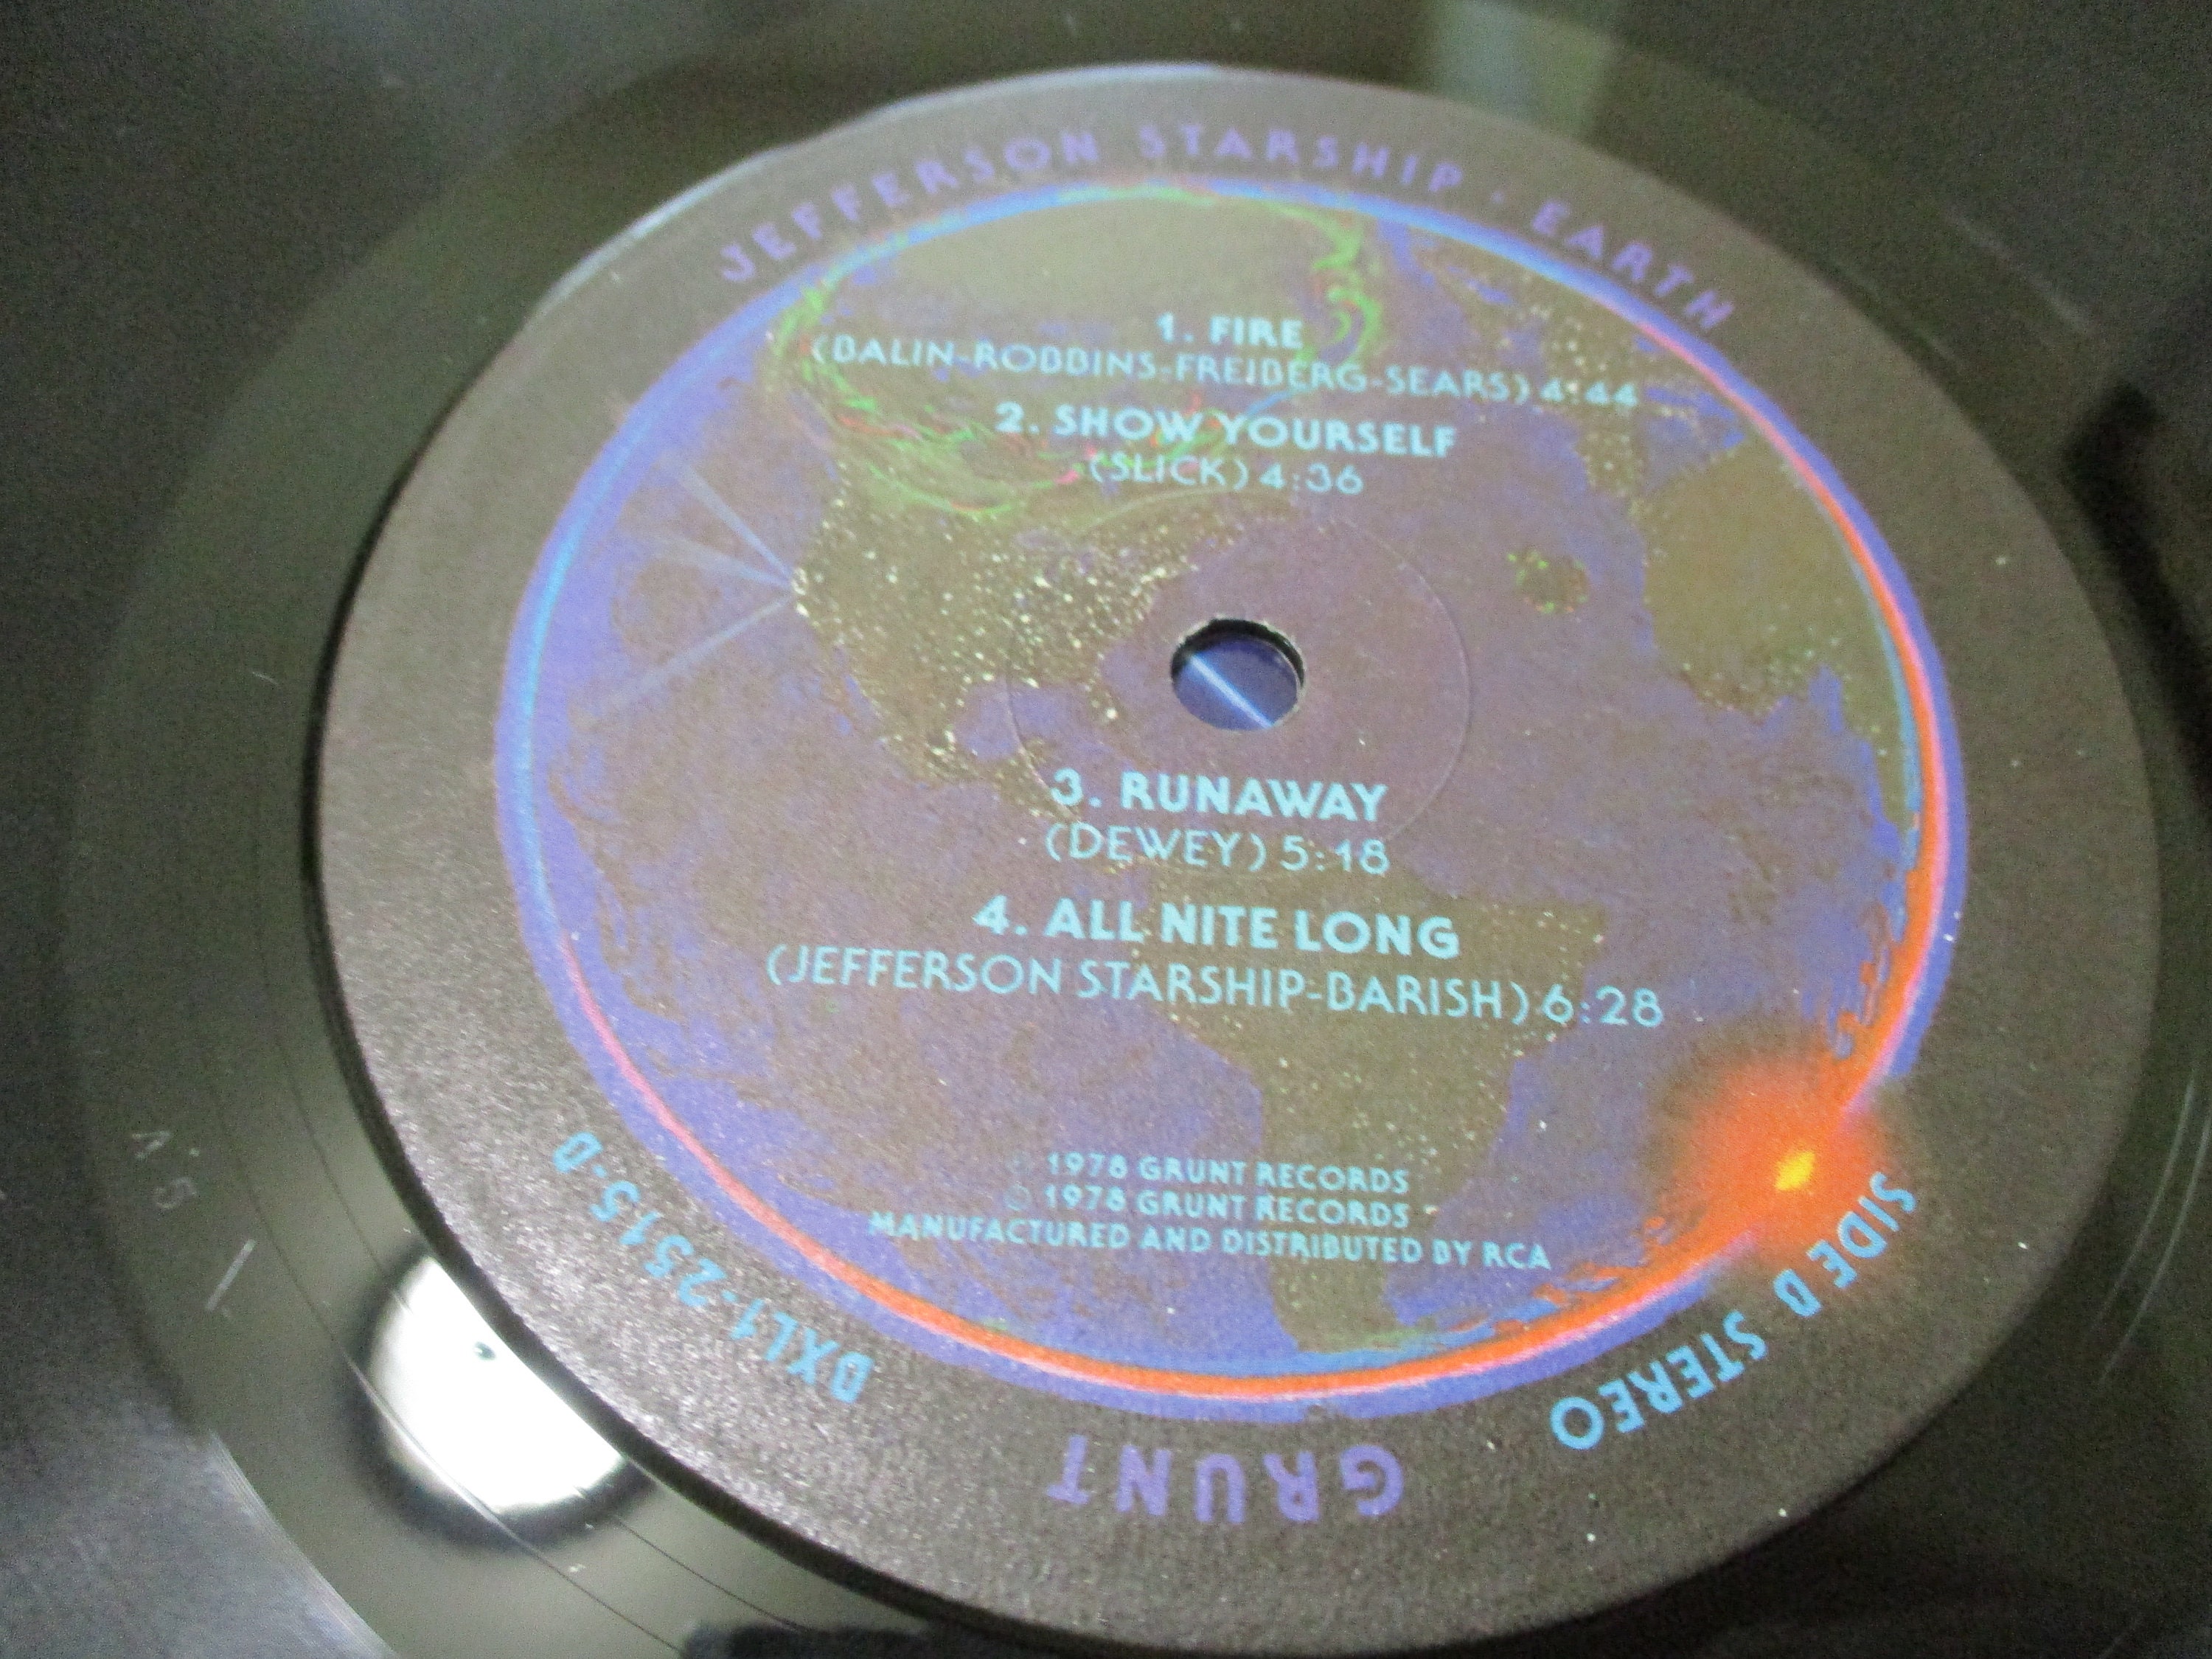 JEFFERSON STARSHIP · EARTH
1. FIRE
(BALIN-ROBBINS-FREIBERG-SEARS) 4:44
2. SHOW YOURSELF
(SLICK) 4:36
3. RUNAWAY
(DEWEY) 5:18
4. ALL NITE LONG
(JEFFERSON STARSHIP-BARISH) 6:28
℗ 1978 GRUNT RECORDS
© 1978 GRUNT RECORDS
MANUFACTURED AND DISTRIBUTED BY RCA
SIDE B STEREO
GRUNT
DXL1-2515-B
A5